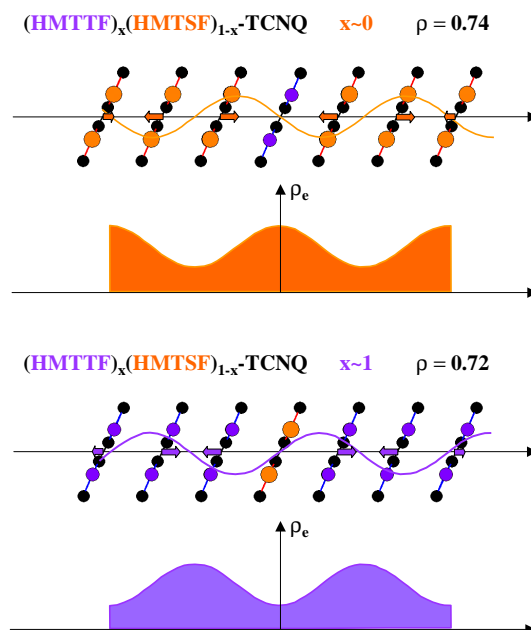 (HMTTF)ₓ(HMTSF)₁₋ₓ-TCNQ x~0 ρ = 0.74
ρₑ
(HMTTF)ₓ(HMTSF)₁₋ₓ-TCNQ x~1 ρ = 0.72
ρₑ